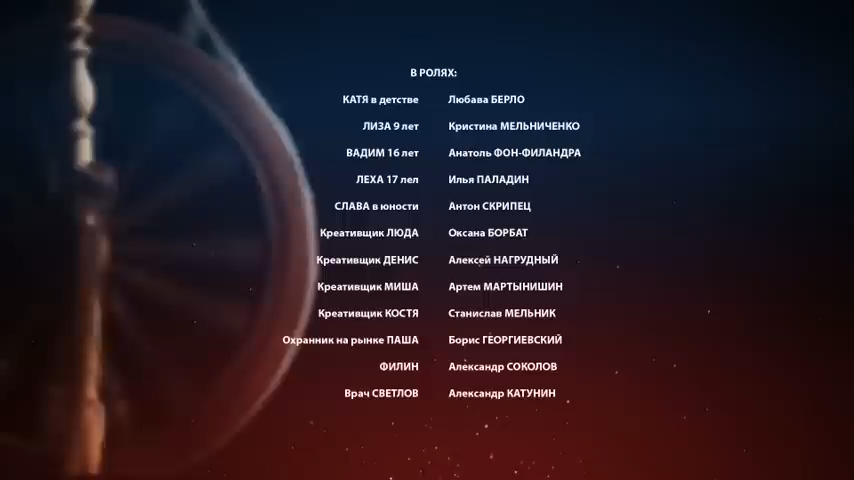 В РОЛЯХ:
КАТЯ в детстве Любава БЕРЛО
ЛИЗА 9 лет Кристина МЕЛЬНИЧЕНКО
ВАДИМ 16 лет Анатоль ФОН-ФИЛАНДРА
ЛЕХА 17 лел Илья ПАЛАДИН
СЛАВА в юности Антон СКРИПЕЦ
Креативщик ЛЮДА Оксана БОРБАТ
Креативщик ДЕНИС Алексей НАГРУДНЫЙ
Креативщик МИША Артем МАРТЫНИШИН
Креативщик КОСТЯ Станислав МЕЛЬНИК
Охранник на рынке ПАША Борис ГЕОРГИЕВСКИЙ
ФИЛИН Александр СОКОЛОВ
Врач СВЕТЛОВ Александр КАТУНИН